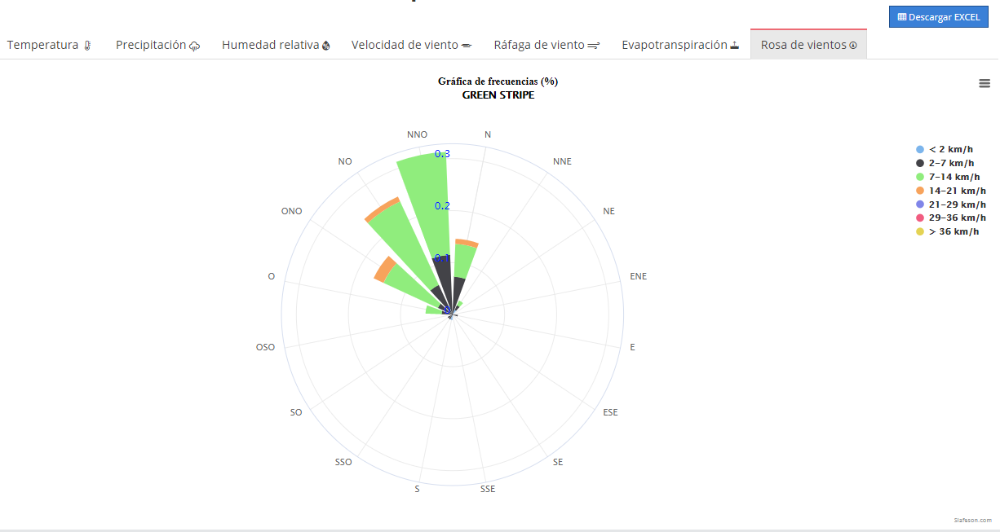 Descargar EXCEL
Temperatura
Precipitación
Humedad relativa
Velocidad de viento
Ráfaga de viento
Evapotranspiración
Rosa de vientos
Gráfica de frecuencias (%)
GREEN STRIPE
N
NNE
NE
ENE
E
ESE
SE
SSE
S
SSO
SO
OSO
O
ONO
NO
NNO
0.3
0.2
0.1
0
< 2 km/h
2-7 km/h
7-14 km/h
14-21 km/h
21-29 km/h
29-36 km/h
> 36 km/h
Siafeson.com